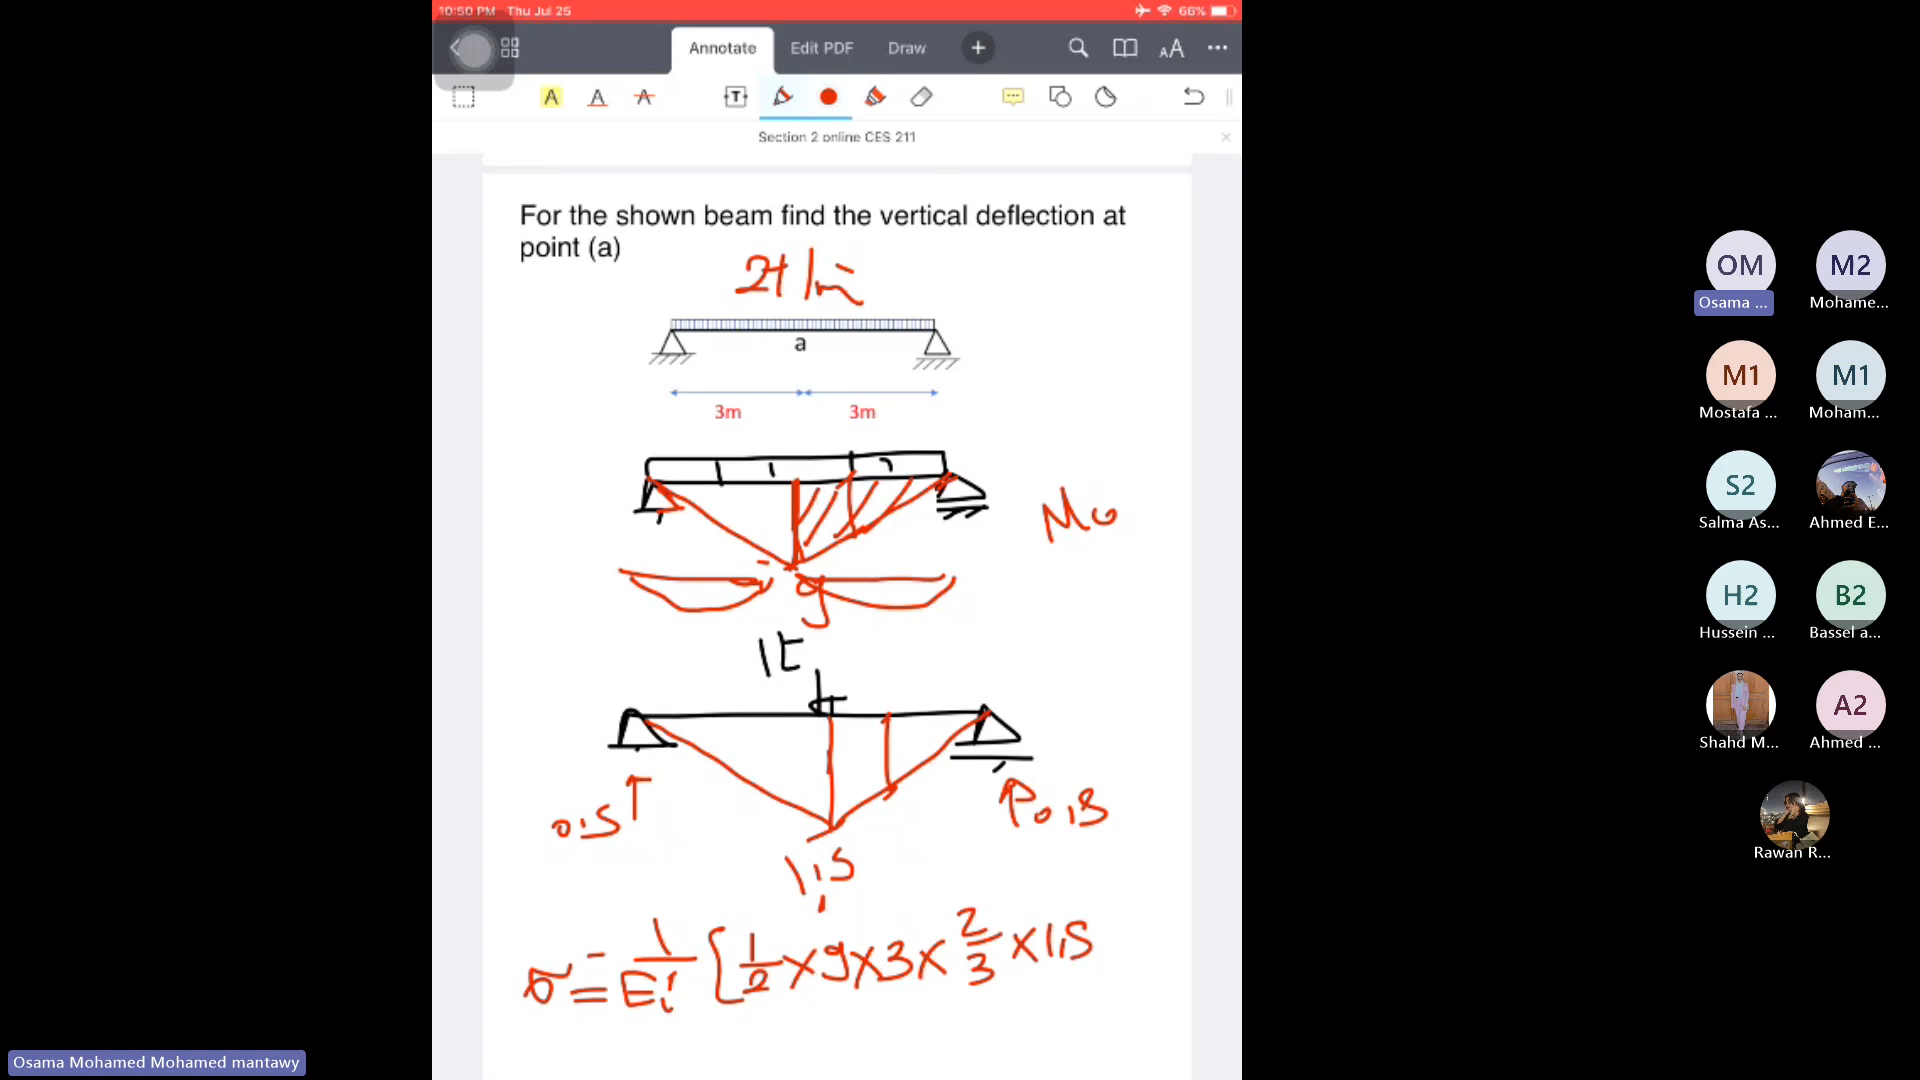 10:50 PM Thu Jul 25
66%
Annotate Edit PDF Draw
Section 2 online CES 211
For the shown beam find the vertical deflection at
point (a)
2t/m
a
3m 3m
M₀
9
1t
0.5 0.5
1.5
δ = 1/EI [1/2 × 9 × 3 × 2/3 × 1.5
OM M2
Osama ... Mohame...
M1 M1
Mostafa ... Moham...
S2
Salma As... Ahmed E...
H2 B2
Hussein ... Bassel a...
A2
Shahd M... Ahmed ...
Rawan R...
Osama Mohamed Mohamed mantawy